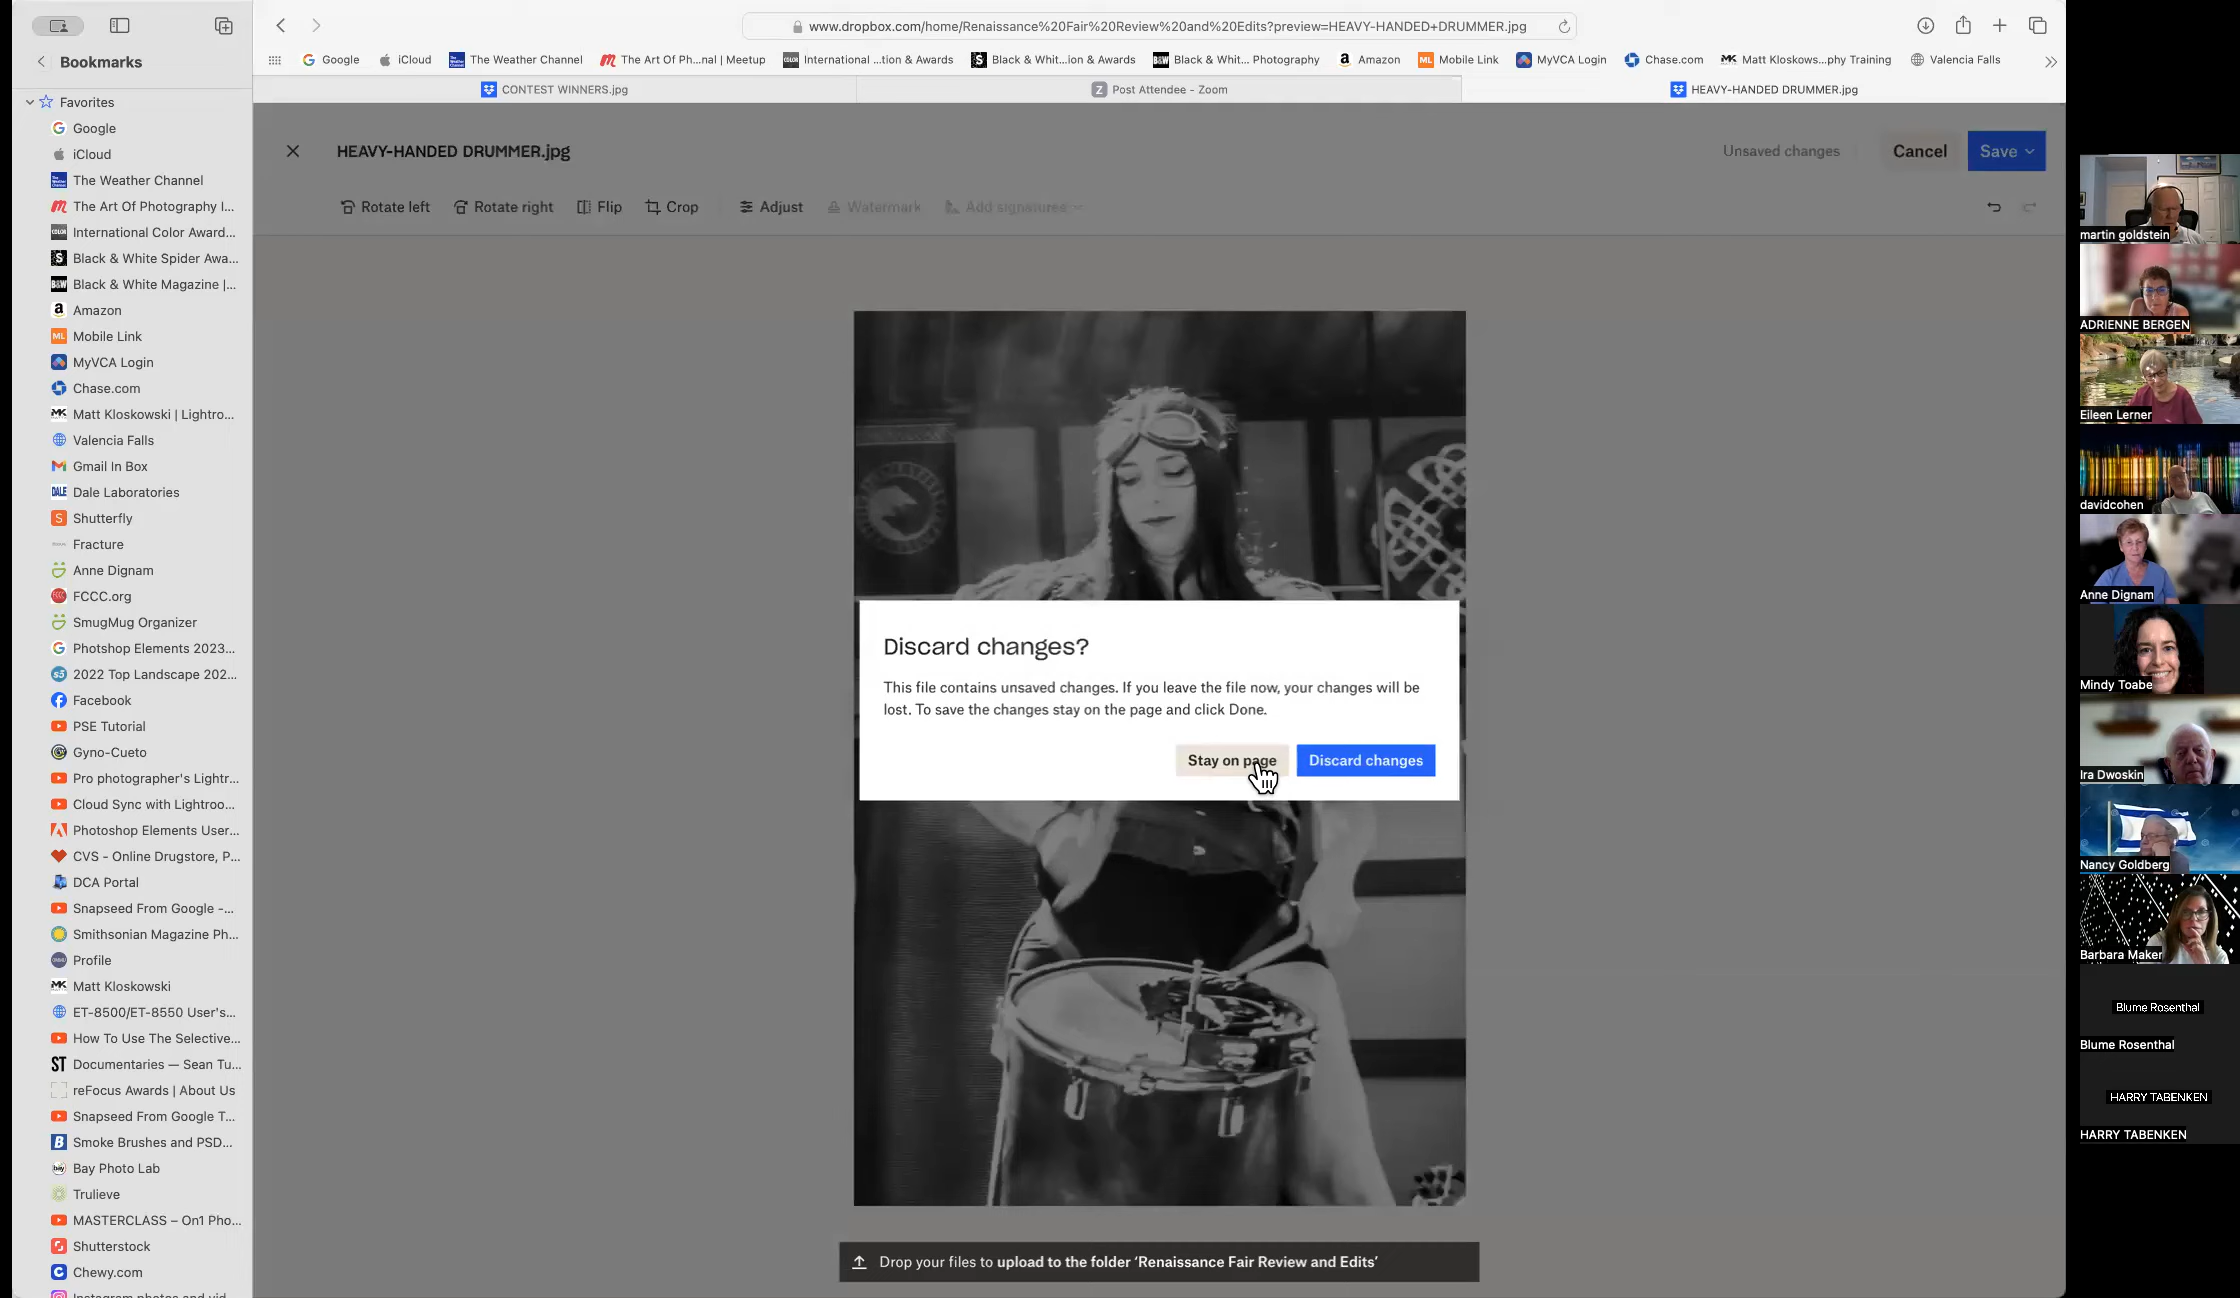 www.dropbox.com/home/Renaissance%20Fair%20Review%20and%20Edits?preview=HEAVY-HANDED+DRUMMER.jpg
Bookmarks
Google
iCloud
The Weather Channel
The Art Of Ph...nal | Meetup
International ...tion & Awards
Black & Whit...ion & Awards
Black & Whit... Photography
Amazon
Mobile Link
MyVCA Login
Chase.com
Matt Kloskows...phy Training
Valencia Falls
CONTEST WINNERS.jpg
Post Attendee - Zoom
HEAVY-HANDED DRUMMER.jpg
Favorites
Google
iCloud
The Weather Channel
The Art Of Photography I...
International Color Award...
Black & White Spider Awa...
Black & White Magazine |...
Amazon
Mobile Link
MyVCA Login
Chase.com
Matt Kloskowski | Lightro...
Valencia Falls
Gmail In Box
Dale Laboratories
Shutterfly
Fracture
Anne Dignam
FCCC.org
SmugMug Organizer
Photshop Elements 2023...
2022 Top Landscape 202...
Facebook
PSE Tutorial
Gyno-Cueto
Pro photographer's Lightr...
Cloud Sync with Lightroo...
Photoshop Elements User...
CVS - Online Drugstore, P...
DCA Portal
Snapseed From Google -...
Smithsonian Magazine Ph...
Profile
Matt Kloskowski
ET-8500/ET-8550 User's...
How To Use The Selective...
Documentaries — Sean Tu...
reFocus Awards | About Us
Snapseed From Google T...
Smoke Brushes and PSD...
Bay Photo Lab
Trulieve
MASTERCLASS – On1 Pho...
Shutterstock
Chewy.com
HEAVY-HANDED DRUMMER.jpg
Unsaved changes
Cancel
Save
Rotate left
Rotate right
Flip
Crop
Adjust
Watermark
Add signatures
Discard changes?
This file contains unsaved changes. If you leave the file now, your changes will be
lost. To save the changes stay on the page and click Done.
Stay on page
Discard changes
Drop your files to upload to the folder ‘Renaissance Fair Review and Edits’
martin goldstein
ADRIENNE BERGEN
Eileen Lerner
davidcohen
Anne Dignam
Mindy Toabe
Ira Dwoskin
Nancy Goldberg
Barbara Maker
Blume Rosenthal
Blume Rosenthal
HARRY TABENKEN
HARRY TABENKEN